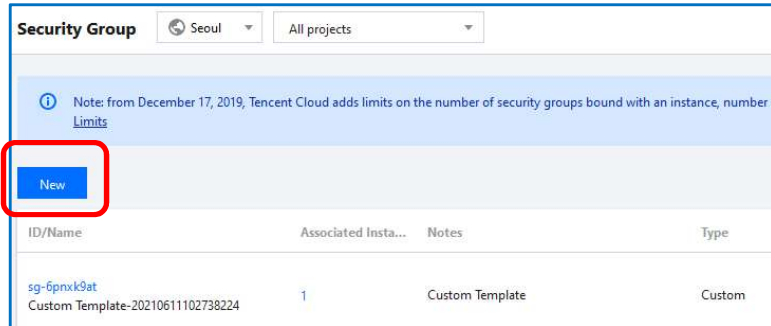 Security Group Seoul All projects
Note: from December 17, 2019, Tencent Cloud adds limits on the number of security groups bound with an instance, number
Limits
New
ID/Name Associated Insta... Notes Type
sg-6pnxk9at
Custom Template-20210611102738224 1 Custom Template Custom